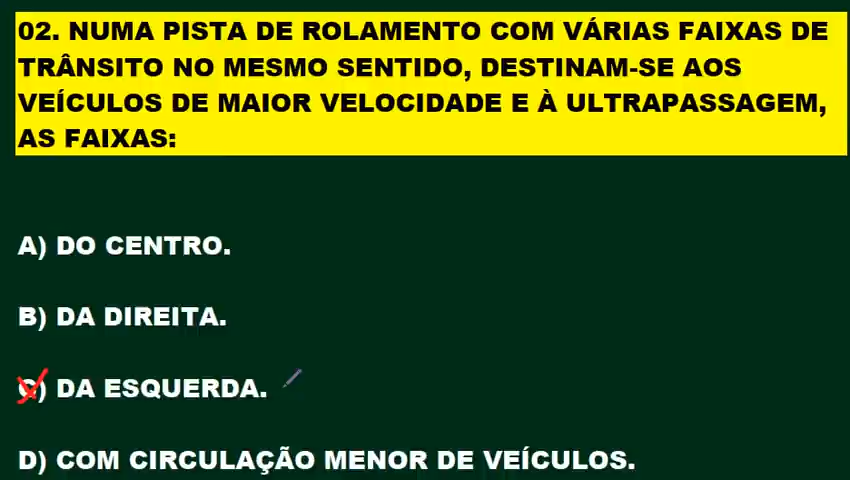 02. NUMA PISTA DE ROLAMENTO COM VÁRIAS FAIXAS DE
TRÂNSITO NO MESMO SENTIDO, DESTINAM-SE AOS
VEÍCULOS DE MAIOR VELOCIDADE E À ULTRAPASSAGEM,
AS FAIXAS:
A) DO CENTRO.
B) DA DIREITA.
C) DA ESQUERDA.
D) COM CIRCULAÇÃO MENOR DE VEÍCULOS.